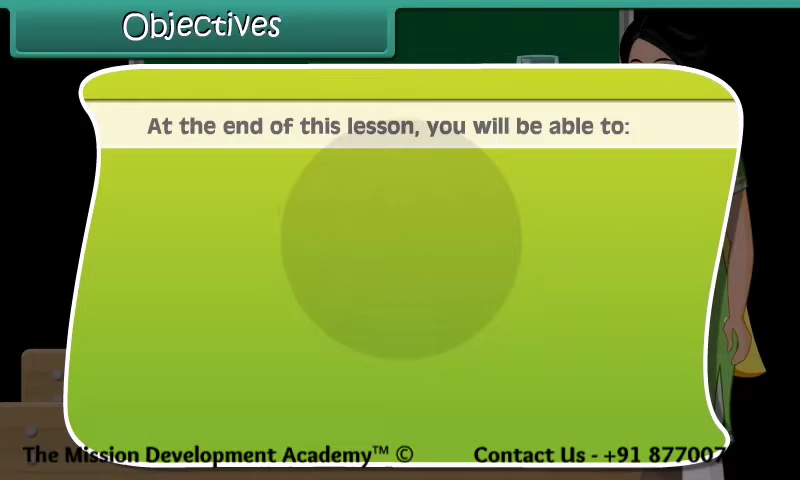 Objectives
At the end of this lesson, you will be able to:
The Mission Development Academy™ © Contact Us - +91 877007